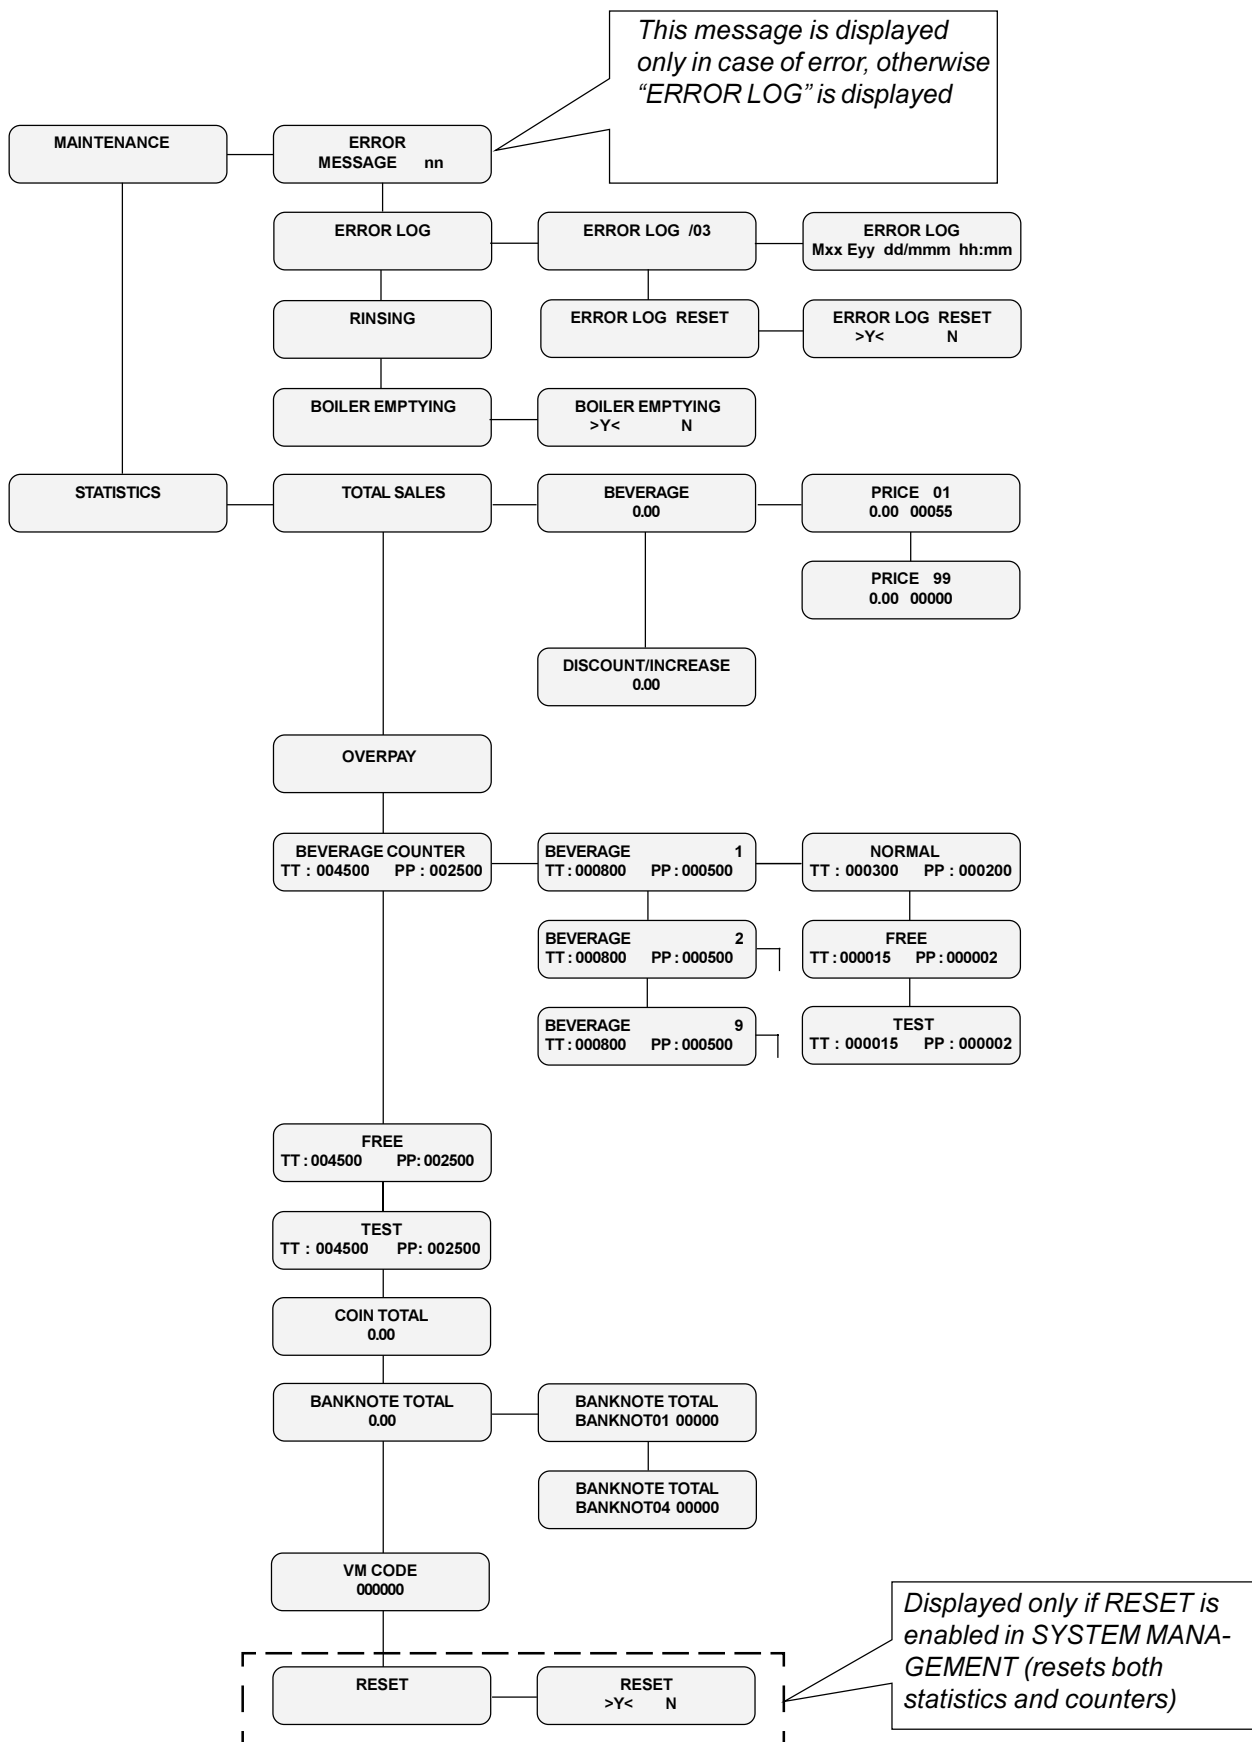 This message is displayed
only in case of error, otherwise
“ERROR LOG” is displayed
MAINTENANCE
ERROR
MESSAGE nn
ERROR LOG
ERROR LOG /03
ERROR LOG
Mxx Eyy dd/mmm hh:mm
RINSING
ERROR LOG RESET
ERROR LOG RESET
>Y< N
BOILER EMPTYING
BOILER EMPTYING
>Y< N
STATISTICS
TOTAL SALES
BEVERAGE
0.00
PRICE 01
0.00 00055
PRICE 99
0.00 00000
DISCOUNT/INCREASE
0.00
OVERPAY
BEVERAGE COUNTER
TT : 004500 PP : 002500
BEVERAGE 1
TT : 000800 PP : 000500
NORMAL
TT : 000300 PP : 000200
BEVERAGE 2
TT : 000800 PP : 000500
FREE
TT : 000015 PP : 000002
BEVERAGE 9
TT : 000800 PP : 000500
TEST
TT : 000015 PP : 000002
FREE
TT : 004500 PP: 002500
TEST
TT : 004500 PP: 002500
COIN TOTAL
0.00
BANKNOTE TOTAL
0.00
BANKNOTE TOTAL
BANKNOT01 00000
BANKNOTE TOTAL
BANKNOT04 00000
VM CODE
000000
RESET
RESET
>Y< N
Displayed only if RESET is
enabled in SYSTEM MANA-
GEMENT (resets both
statistics and counters)